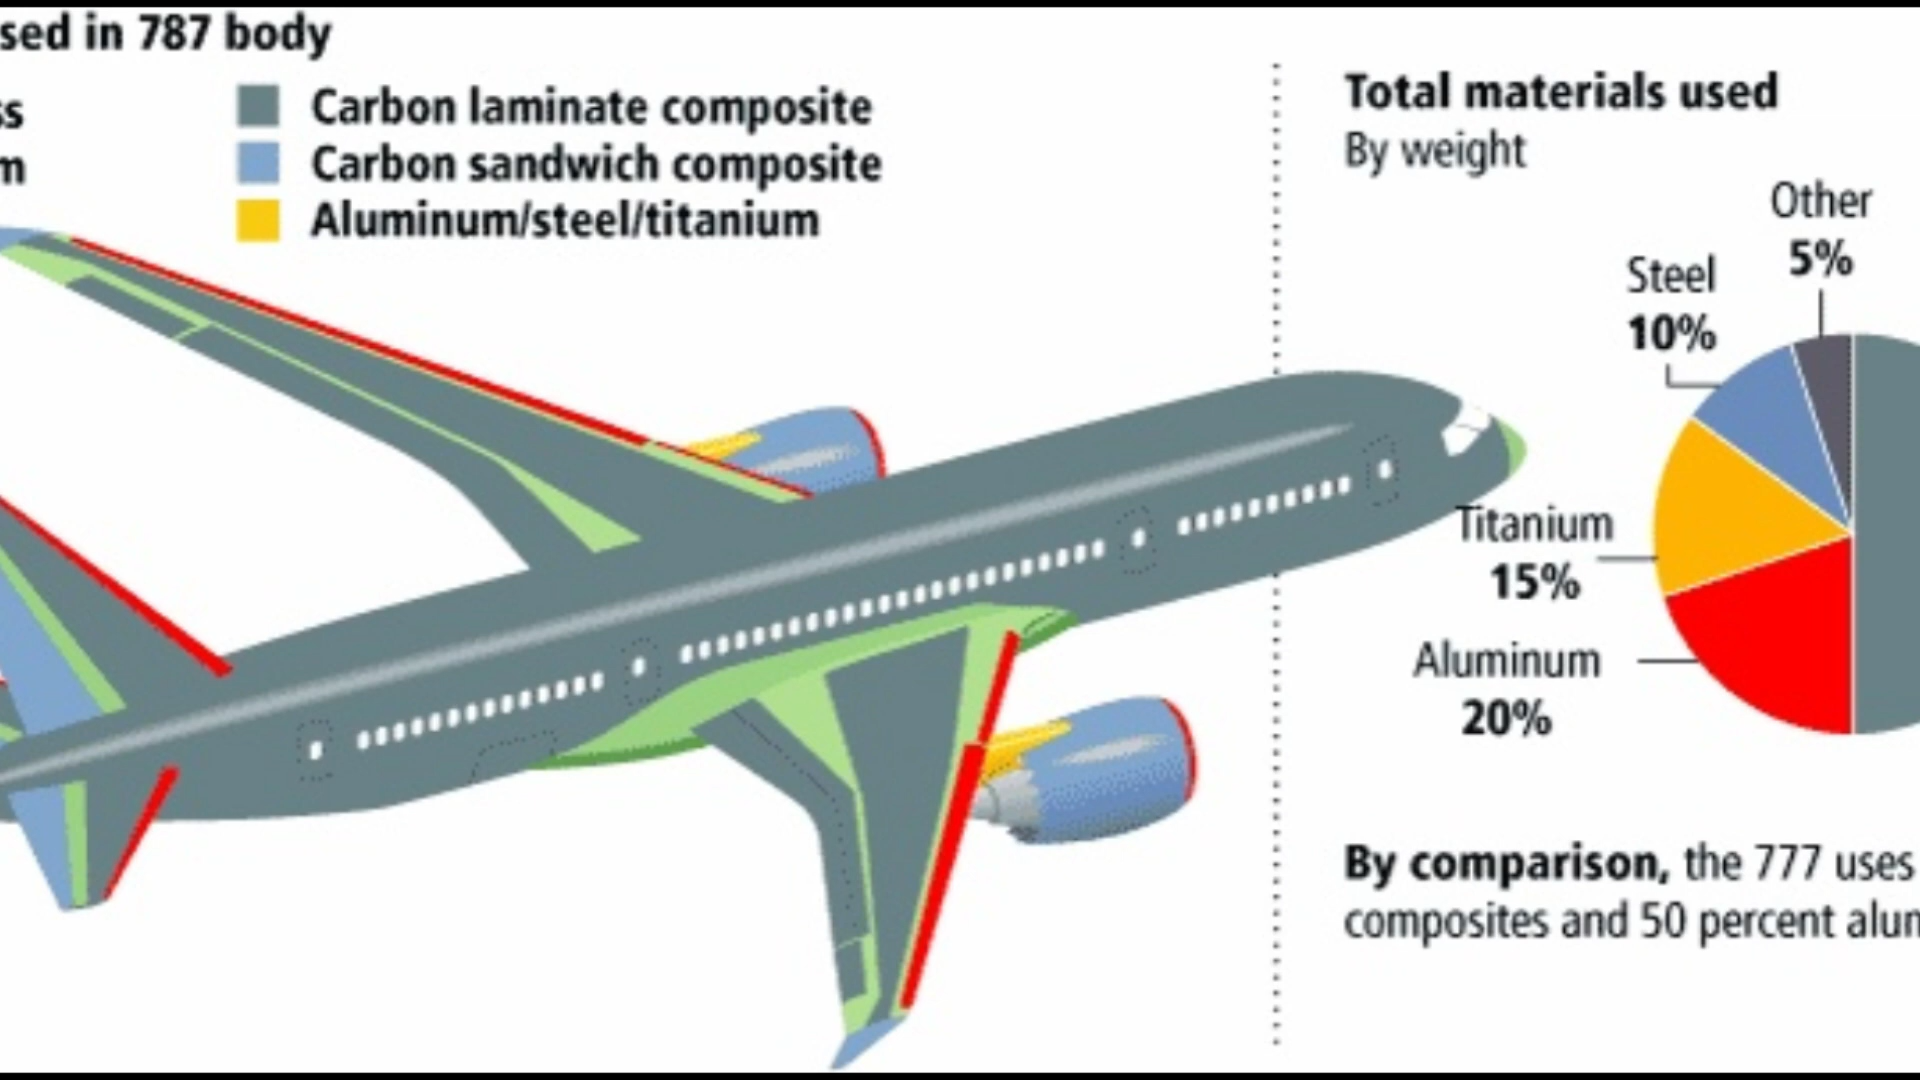 sed in 787 body
ss
m
Carbon laminate composite
Carbon sandwich composite
Aluminum/steel/titanium
Total materials used
By weight
Other
5%
Steel
10%
Titanium
15%
Aluminum
20%
By comparison, the 777 uses
composites and 50 percent alum